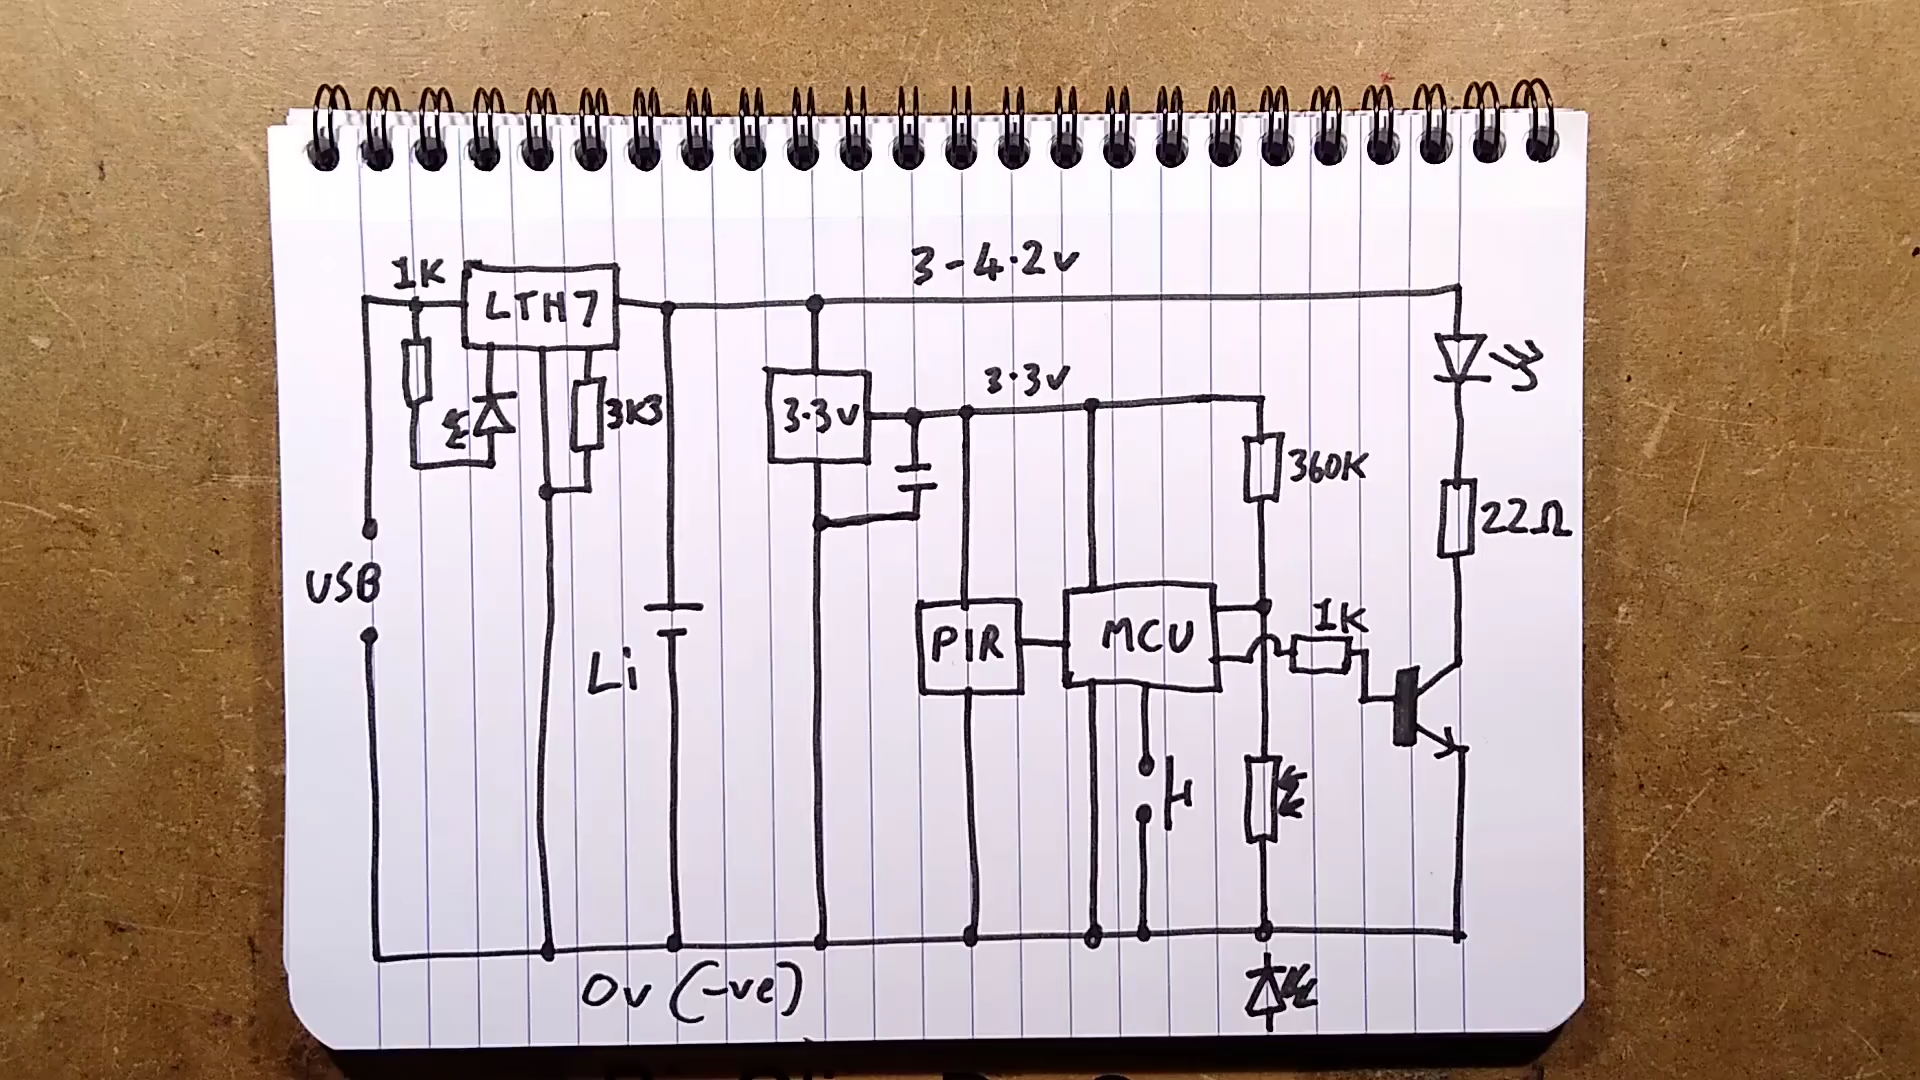 3-4.2v
1K
LTH7
3.3v
3K3
3.3v
360K
22Ω
USB
1K
PIR
MCU
Li
0v (-ve)